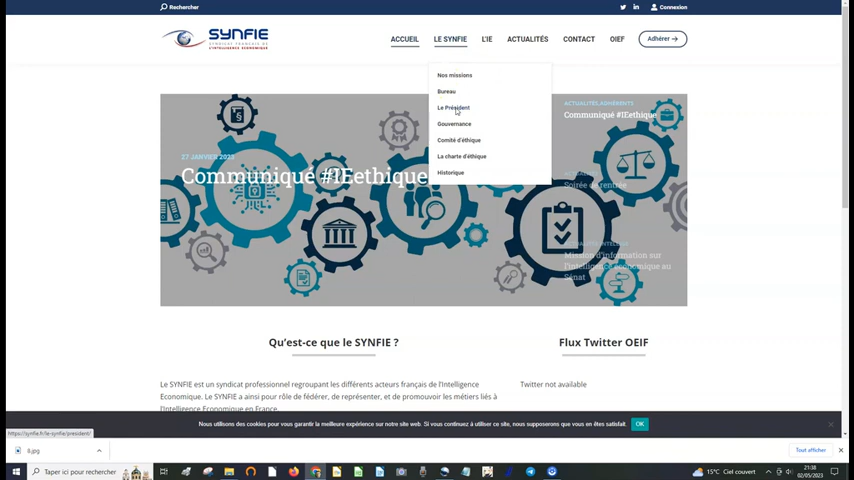 Rechercher
Connexion
SYNFIE
SYNDICAT FRANÇAIS DE
L'INTELLIGENCE ECONOMIQUE
ACCUEIL LE SYNFIE L'IE ACTUALITÉS CONTACT OIEF Adhérer →
Nos missions
Bureau
Le Président
Gouvernance
Comité d'éthique
La charte d'éthique
Historique
27 JANVIER 2022
Communiqué #IEethique
ACTUALITÉS ADHÉRENTS
Communiqué #IEethique
Soirée de rentrée
Mission d'information sur
l'intelligence économique au
Sénat
Qu'est-ce que le SYNFIE ?
Flux Twitter OEIF
Le SYNFIE est un syndicat professionnel regroupant les différents acteurs français de l'Intelligence
Economique. Le SYNFIE a ainsi pour rôle de fédérer, de représenter, et de promouvoir les métiers liés à
l'Intelligence Economique en France.
Twitter not available
Nous utilisons des cookies pour vous garantir la meilleure expérience sur notre site web. Si vous continuez à utiliser ce site, nous supposerons que vous en êtes satisfait.
OK
https://synfie.fr/le-synfie/president/
8.jpg
Tout afficher
Taper ici pour rechercher
15°C Ciel couvert
21:38
02/05/2023